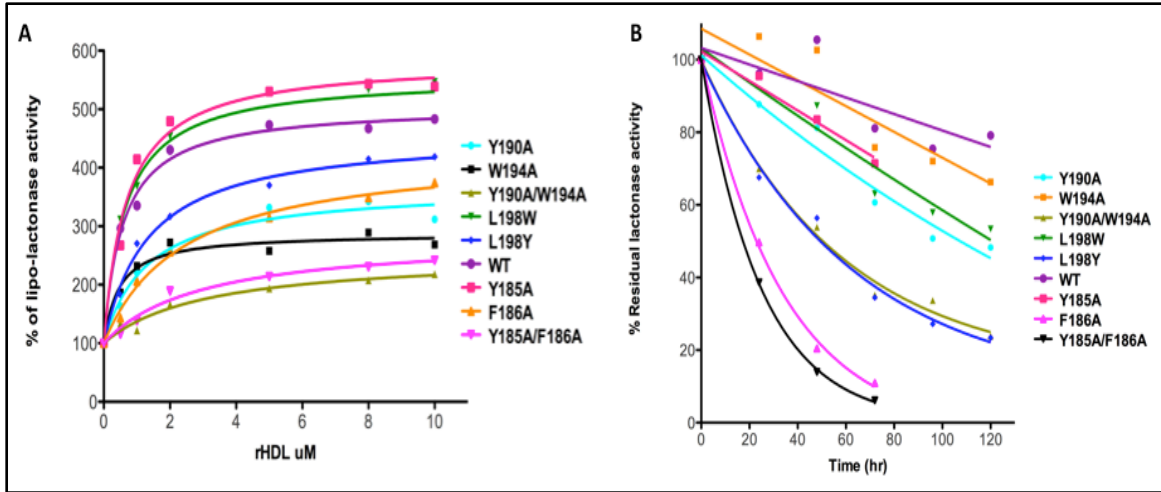 A
% of lipo-lactonase activity
600
500
400
300
200
100
0
0 2 4 6 8 10
rHDL uM
Y190A
W194A
Y190A/W194A
L198W
L198Y
WT
Y185A
F186A
Y185A/F186A
B
% Residual lactonase activity
100
80
60
40
20
0
0 20 40 60 80 100 120
Time (hr)
Y190A
W194A
Y190A/W194A
L198W
L198Y
WT
Y185A
F186A
Y185A/F186A